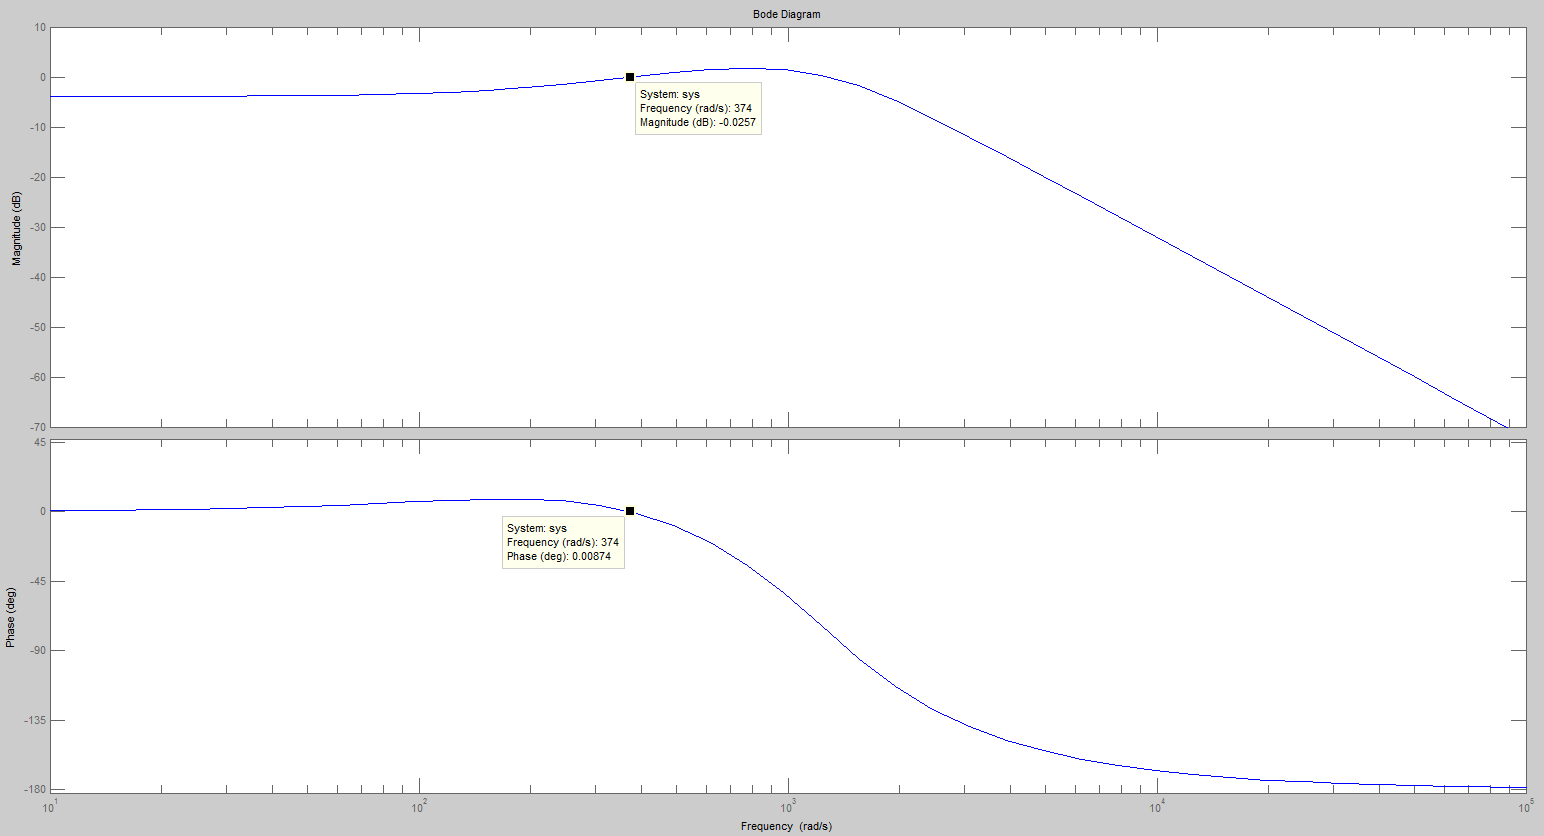 Bode Diagram
10
0
-10
-20
-30
-40
-50
-60
-70
Magnitude (dB)
System: sys
Frequency (rad/s): 374
Magnitude (dB): -0.0257
45
0
-45
-90
-135
-180
Phase (deg)
System: sys
Frequency (rad/s): 374
Phase (deg): 0.00874
10^1
10^2
10^3
10^4
10^5
Frequency (rad/s)